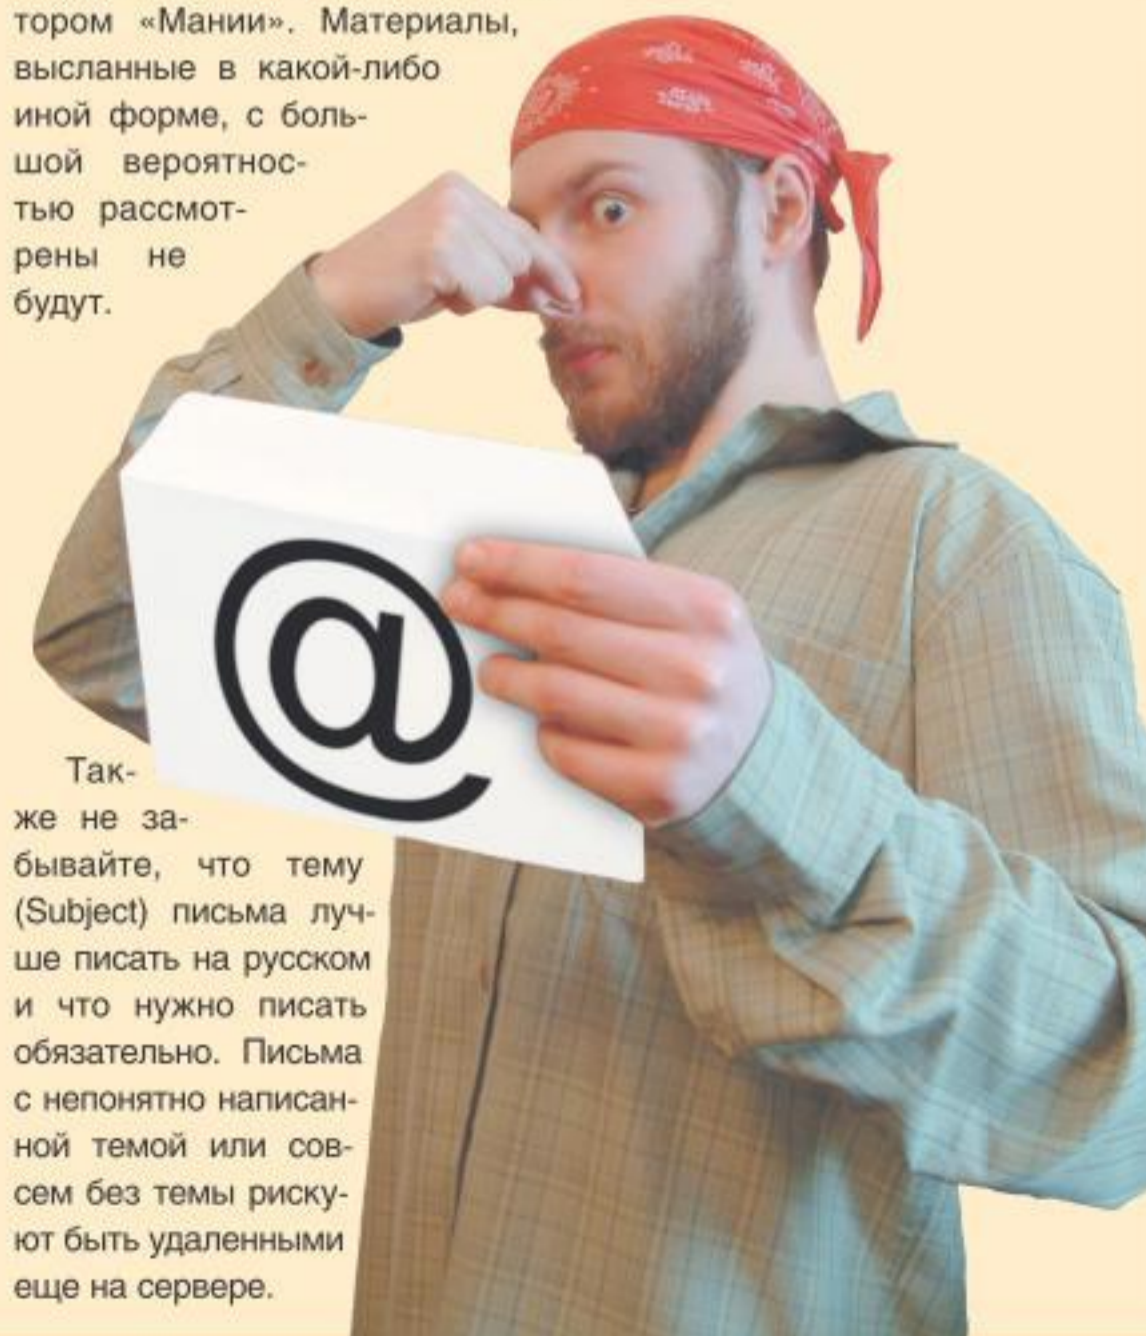 тором «Мании». Материалы,
высланные в какой-либо
иной форме, с боль-
шой вероятнос-
тью рассмот-
рены не
будут.
@
Так-
же не за-
бывайте, что тему
(Subject) письма луч-
ше писать на русском
и что нужно писать
обязательно. Письма
с непонятно написан-
ной темой или сов-
сем без темы риску-
ют быть удаленными
еще на сервере.